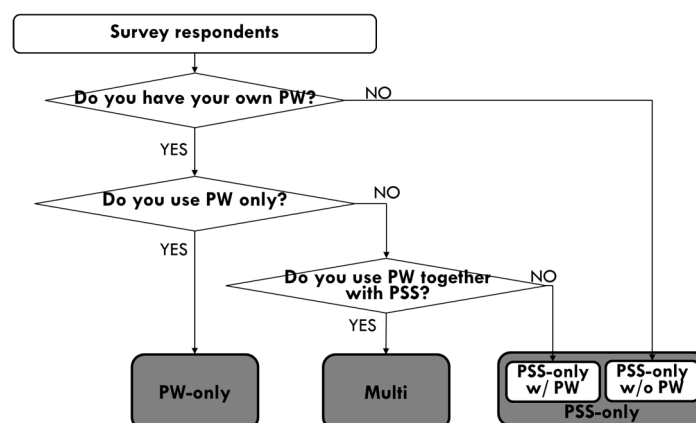 Survey respondents
Do you have your own PW?
NO
YES
Do you use PW only?
NO
YES
Do you use PW together
with PSS?
NO
YES
PW-only
Multi
PSS-only
w/ PW
PSS-only
w/o PW
PSS-only